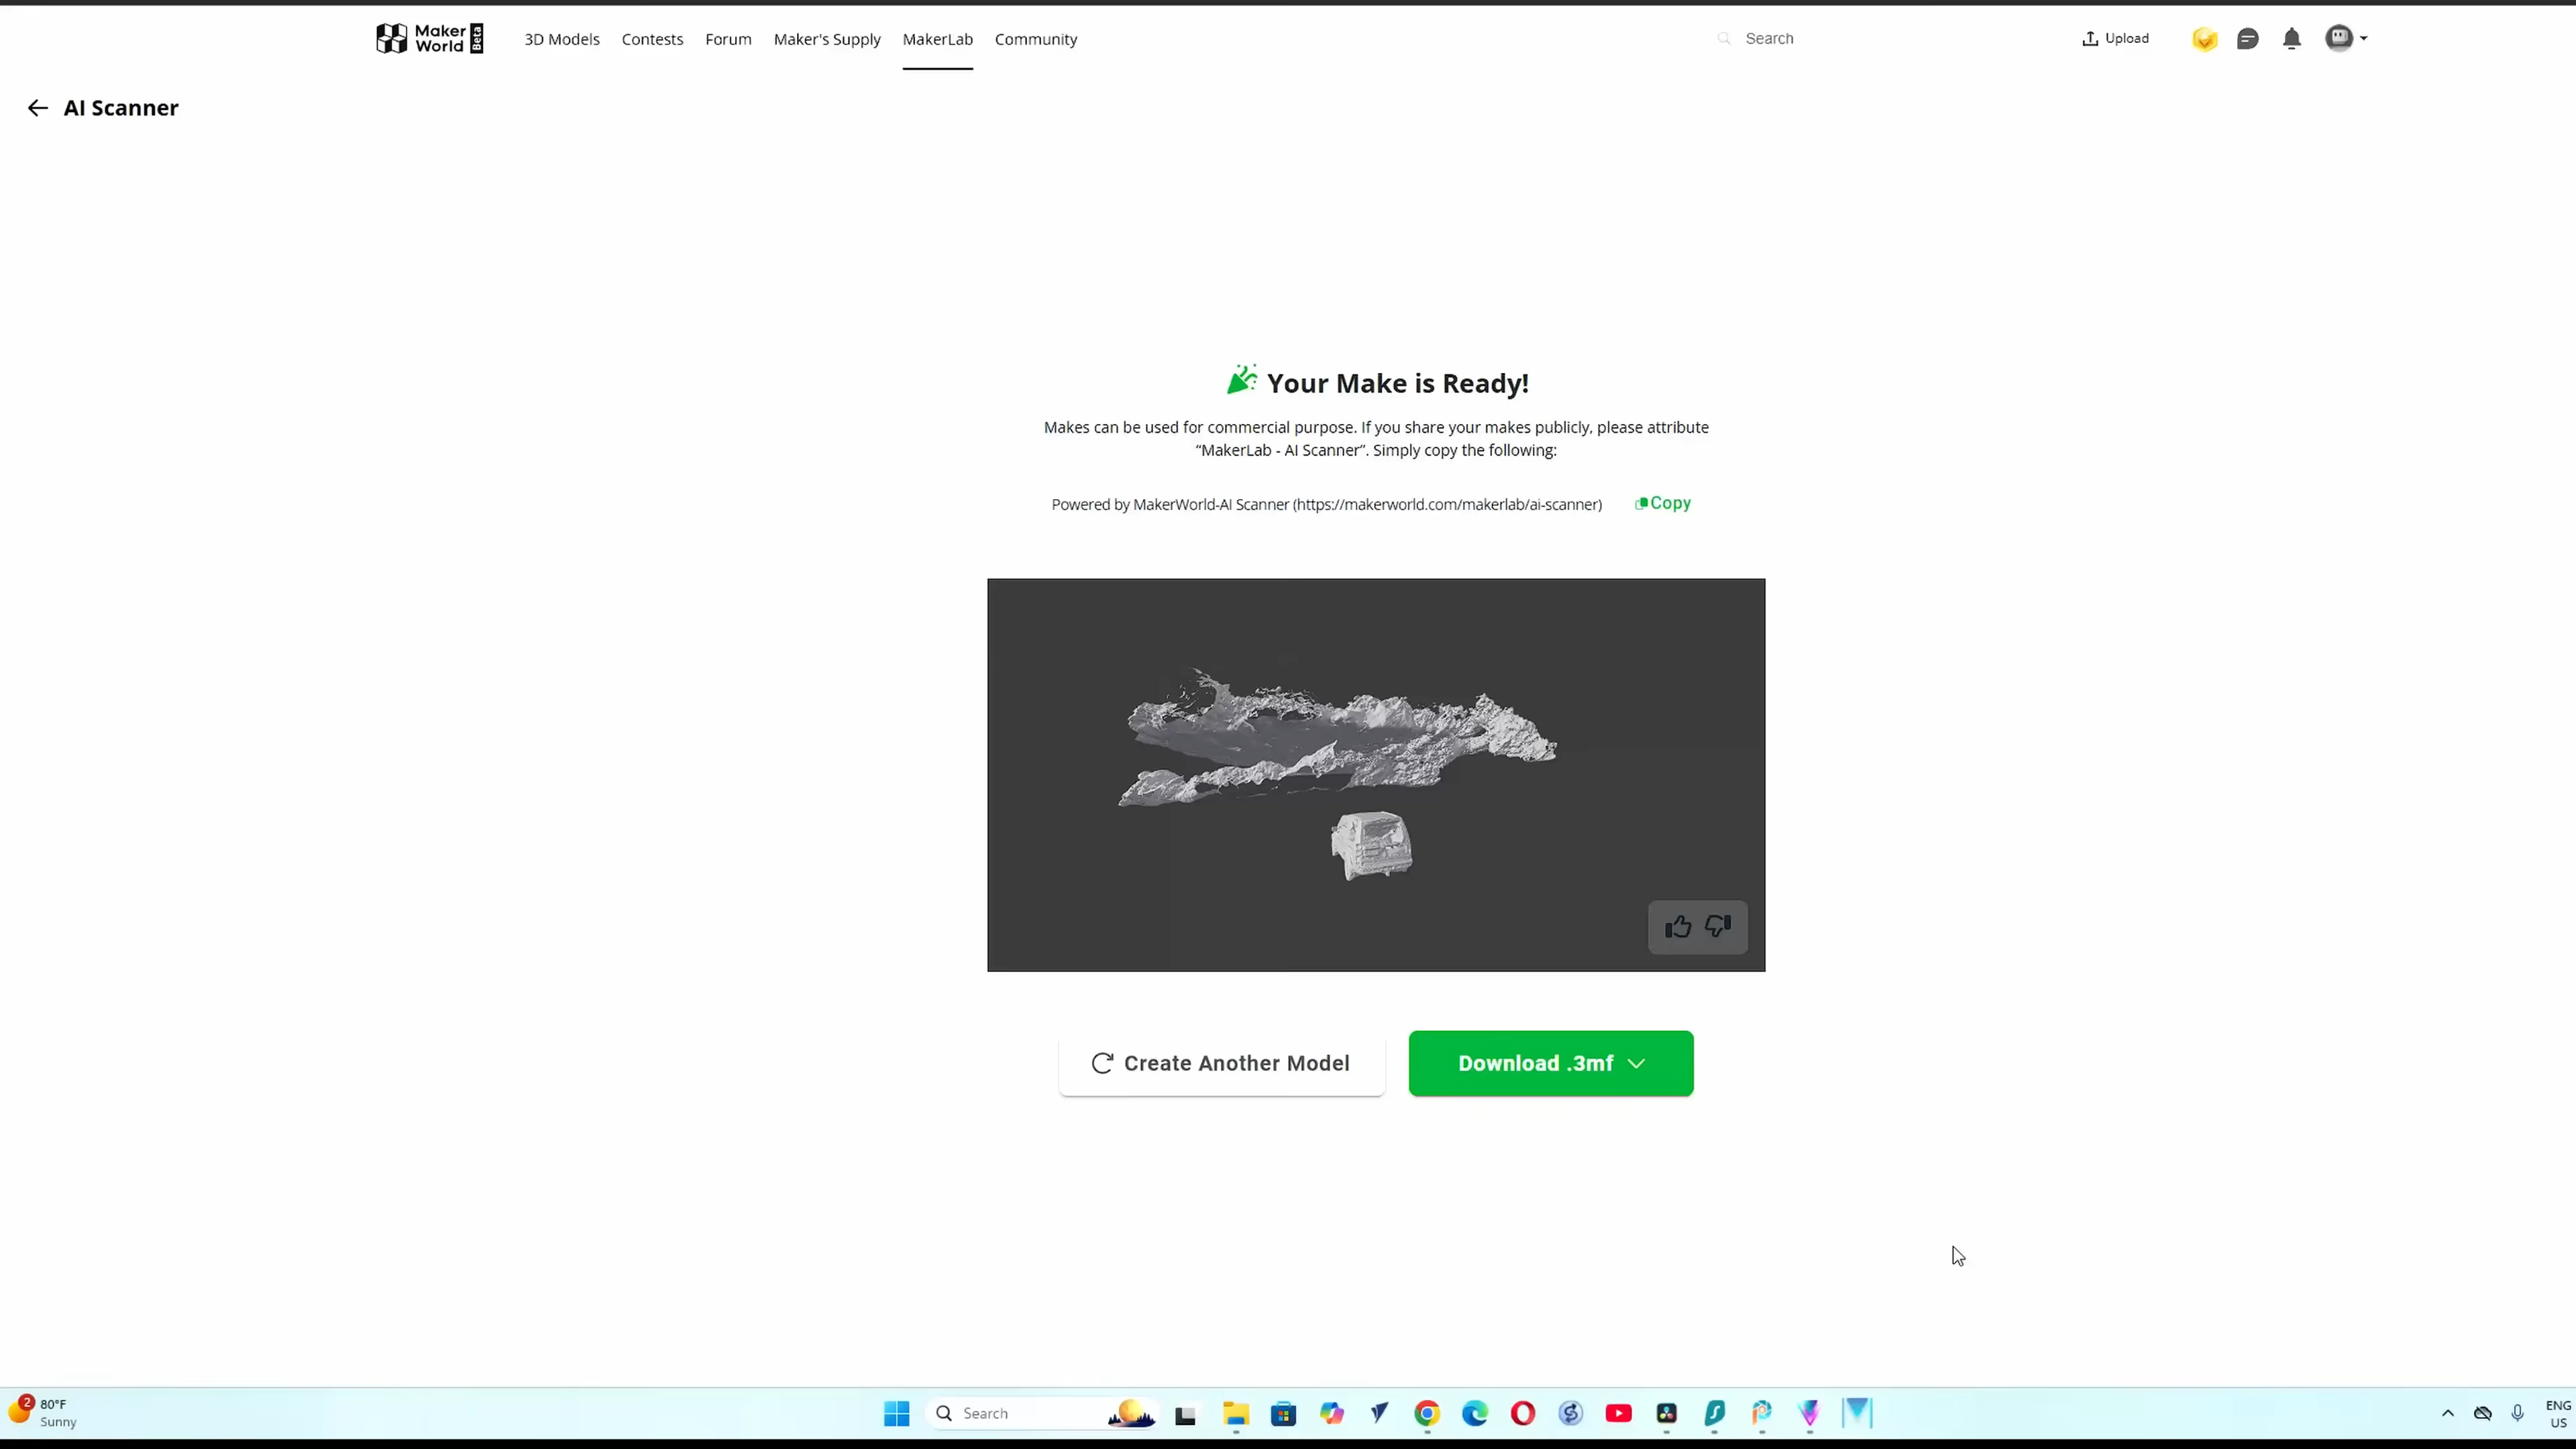 Maker
World
Beta
3D Models
Contests
Forum
Maker's Supply
MakerLab
Community
Search
Upload
AI Scanner
Your Make is Ready!
Makes can be used for commercial purpose. If you share your makes publicly, please attribute
“MakerLab - AI Scanner”. Simply copy the following:
Powered by MakerWorld-AI Scanner (https://makerworld.com/makerlab/ai-scanner)
Copy
Create Another Model
Download .3mf
2
80°F
Sunny
Search
ENG
US